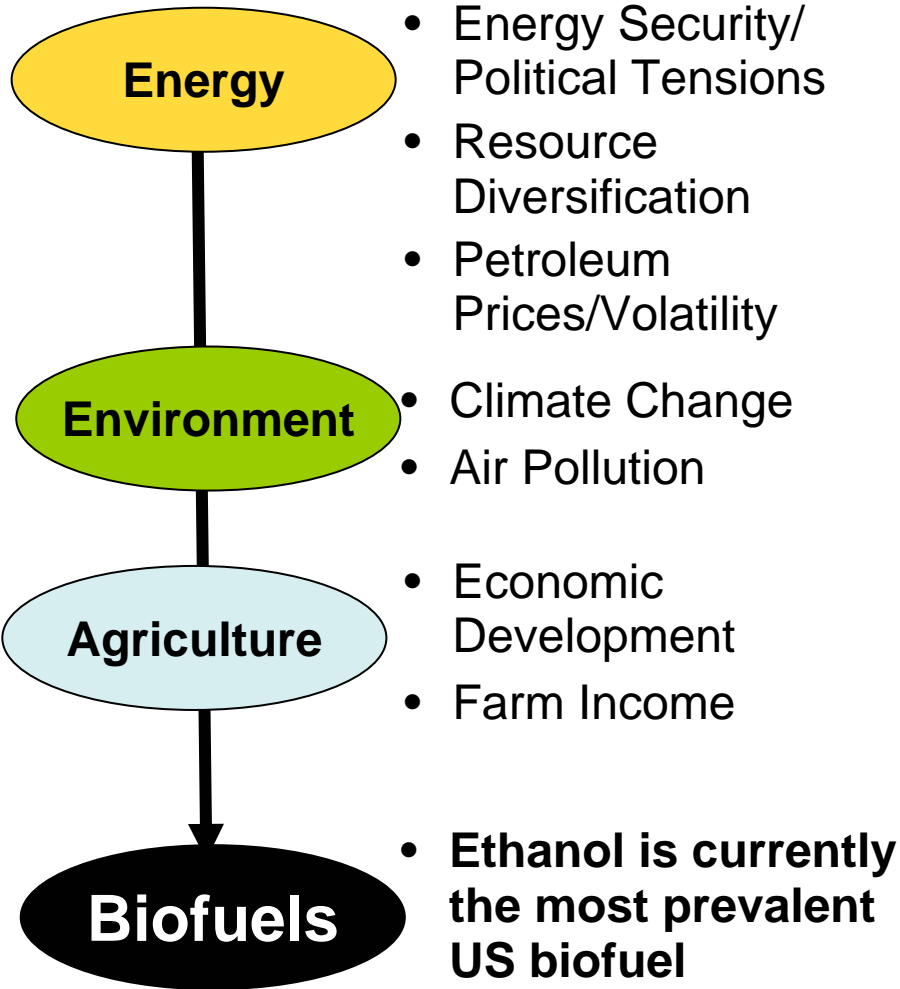 Energy
• Energy Security/
Political Tensions
• Resource
Diversification
• Petroleum
Prices/Volatility
Environment
• Climate Change
• Air Pollution
Agriculture
• Economic
Development
• Farm Income
Biofuels
• Ethanol is currently
the most prevalent
US biofuel